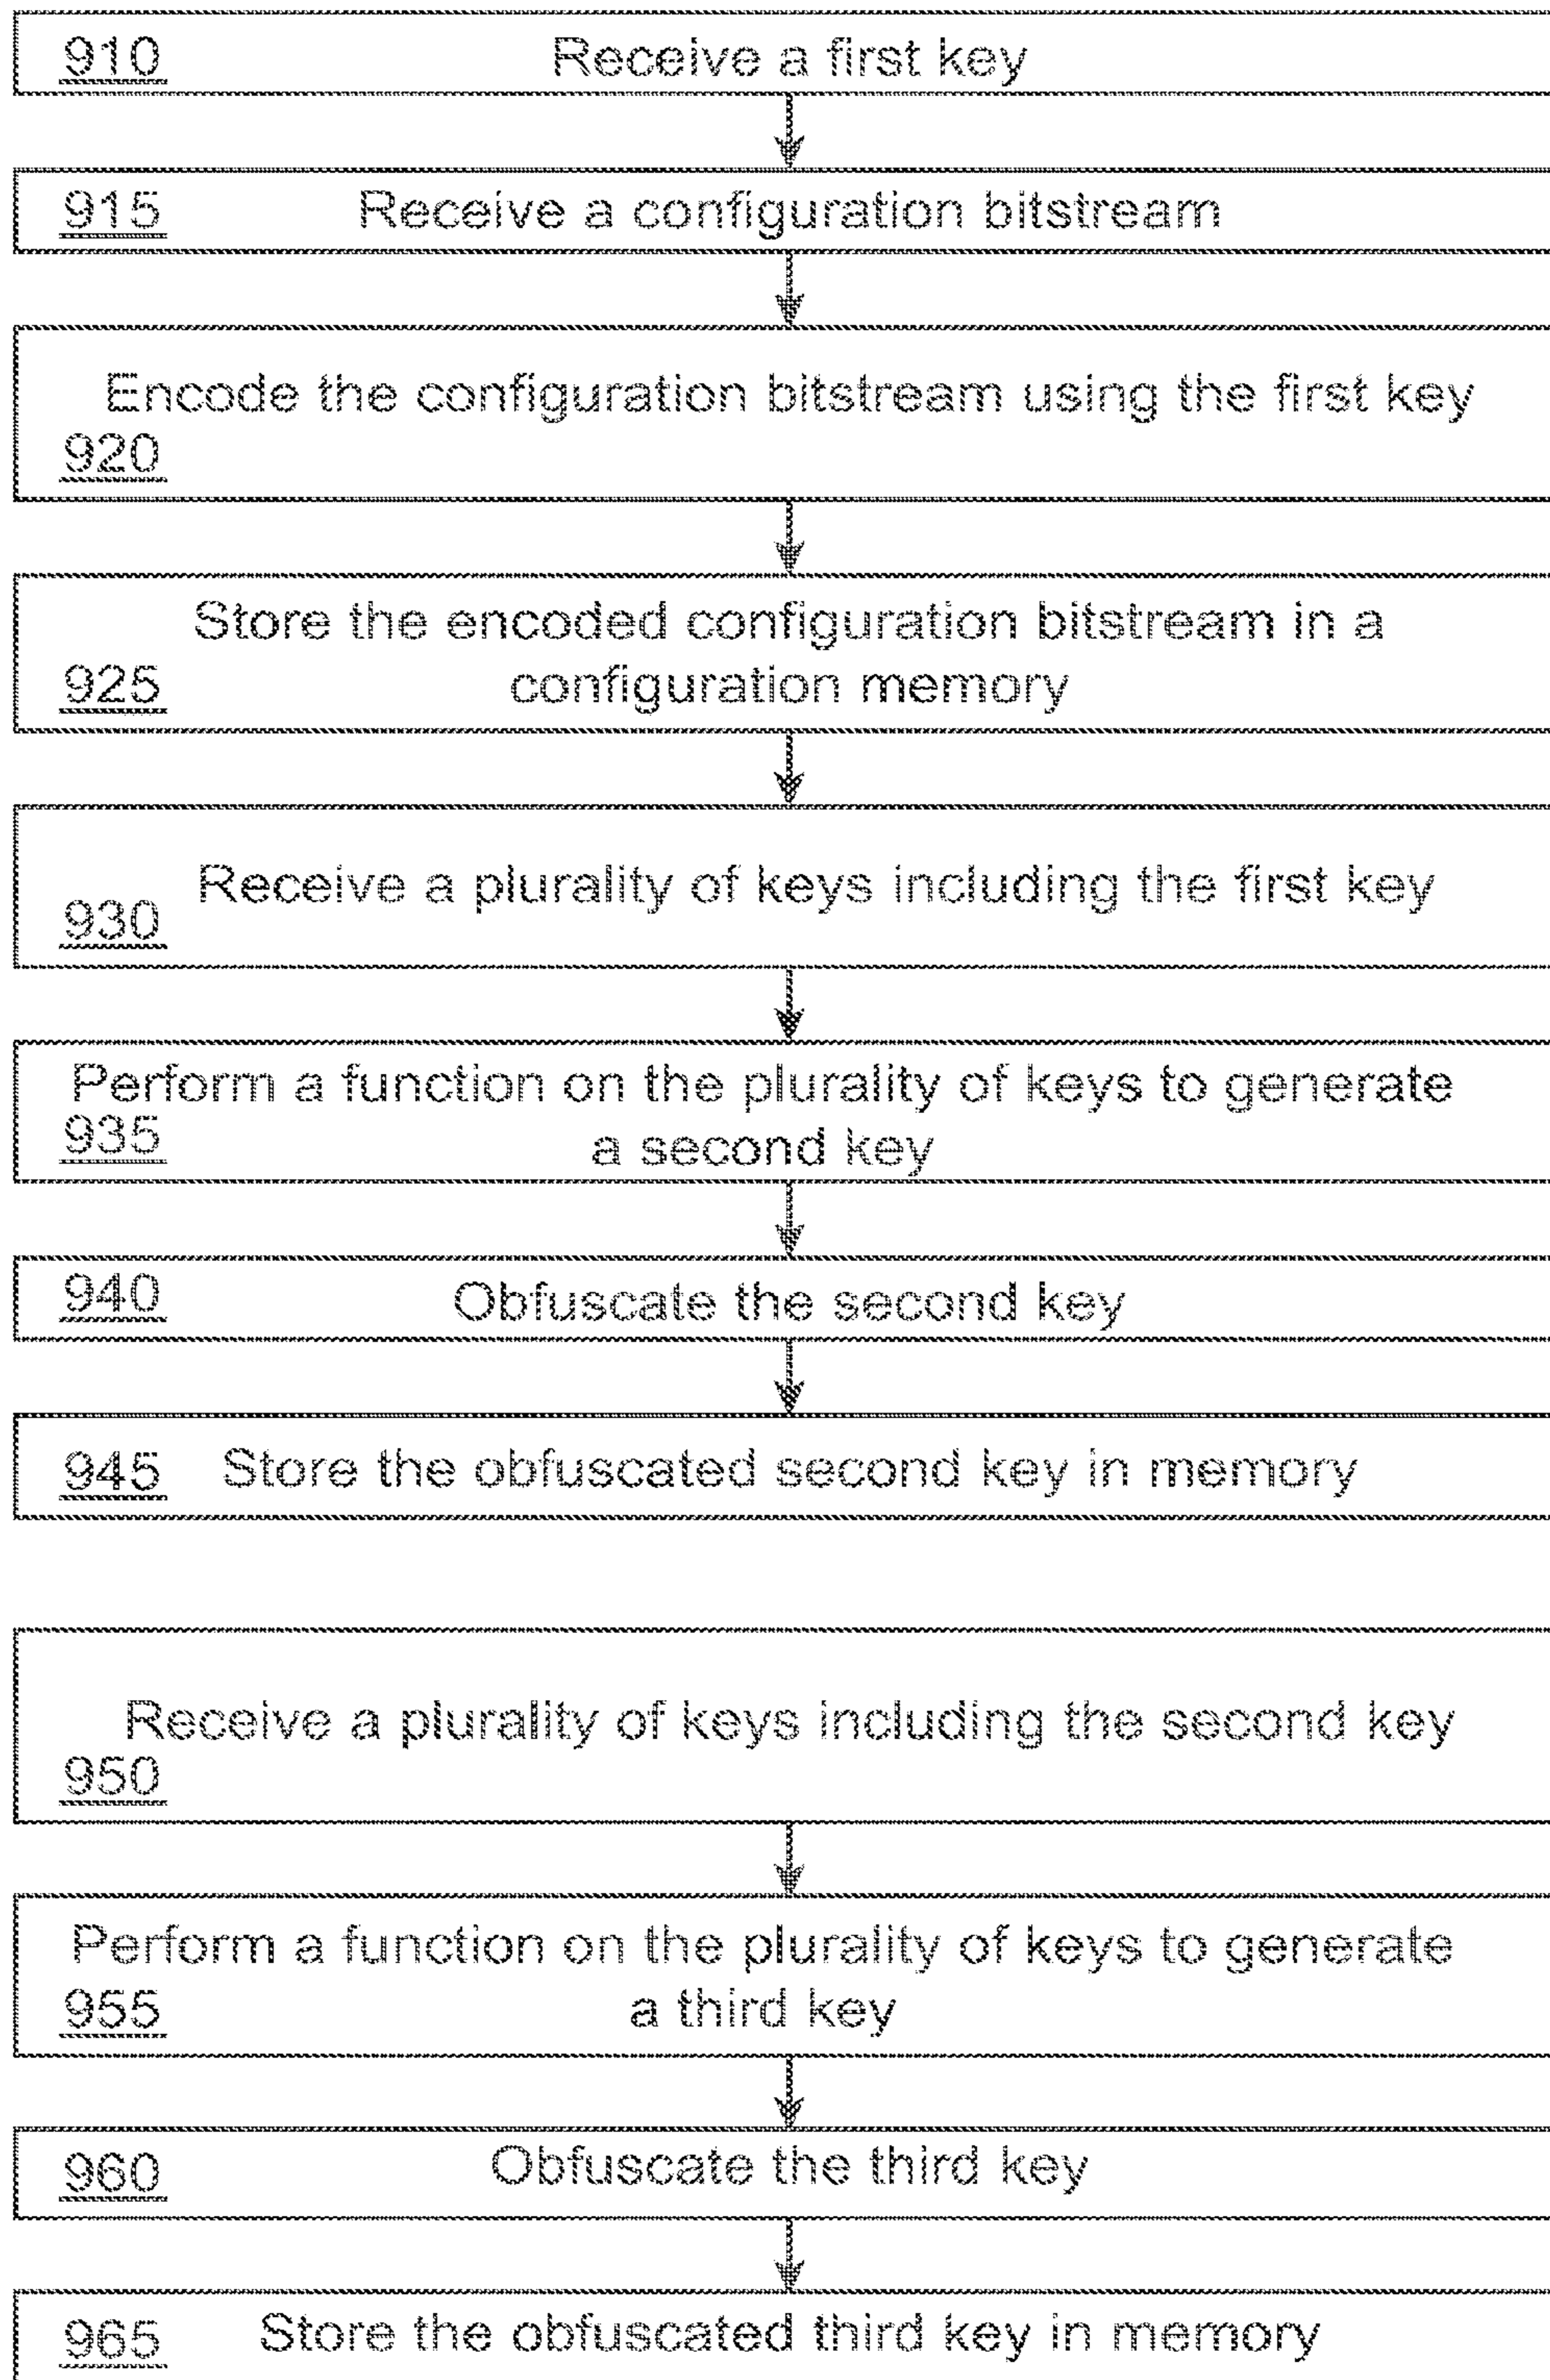 910 Receive a first key
915 Receive a configuration bitstream
Encode the configuration bitstream using the first key
920
Store the encoded configuration bitstream in a
925 configuration memory
Receive a plurality of keys including the first key
930
Perform a function on the plurality of keys to generate
935 a second key
940 Obfuscate the second key
945 Store the obfuscated second key in memory
Receive a plurality of keys including the second key
950
Perform a function on the plurality of keys to generate
955 a third key
960 Obfuscate the third key
965 Store the obfuscated third key in memory